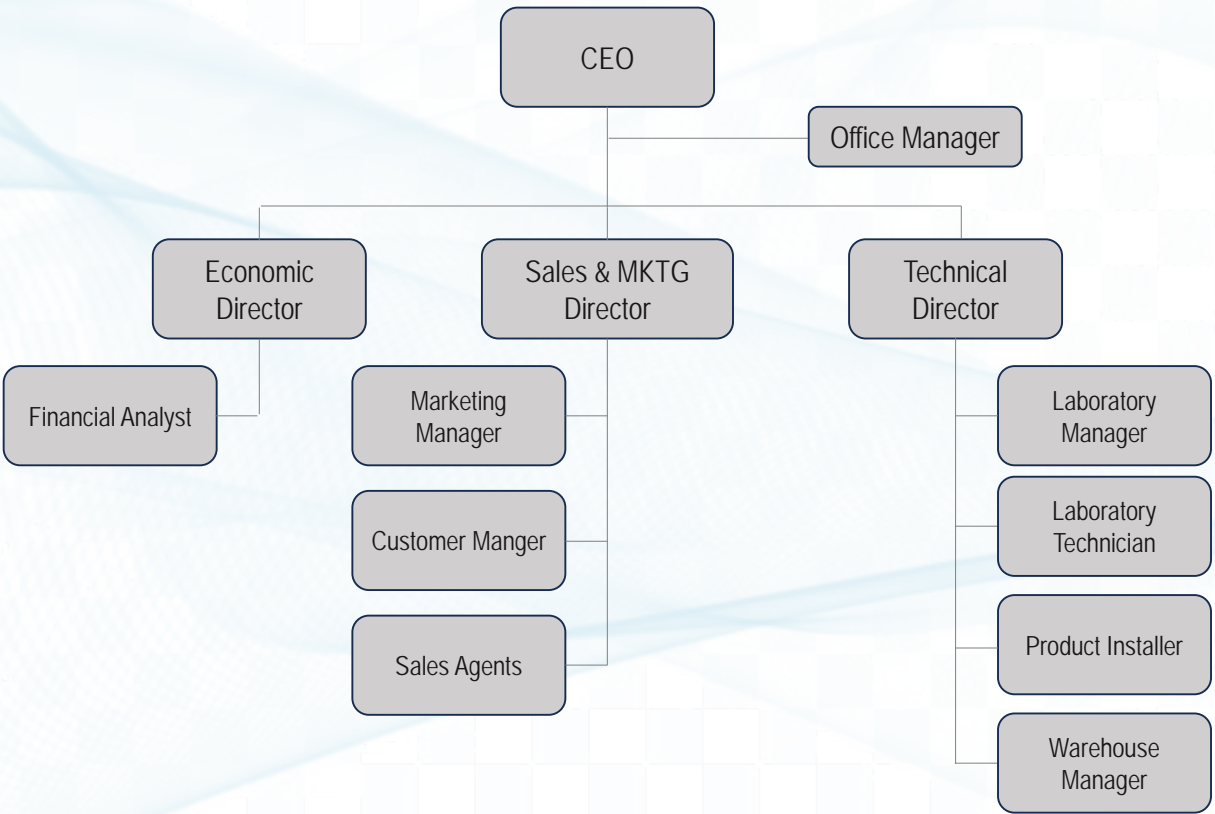 CEO
Office Manager
Economic
Director
Sales & MKTG
Director
Technical
Director
Financial Analyst
Marketing
Manager
Customer Manger
Sales Agents
Laboratory
Manager
Laboratory
Technician
Product Installer
Warehouse
Manager